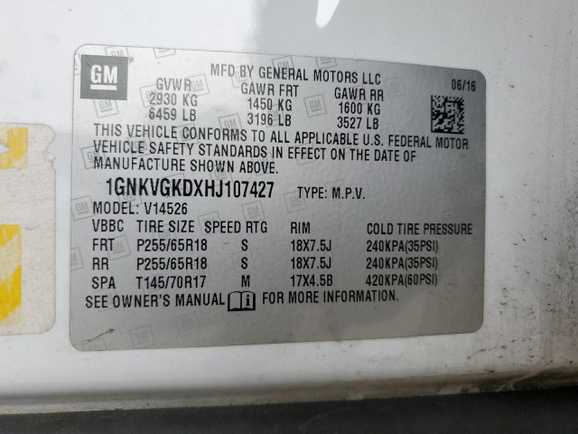 GM
MFD BY GENERAL MOTORS LLC
06/16
GVWR GAWR FRT GAWR RR
2930 KG 1450 KG 1600 KG
6459 LB 3196 LB 3527 LB
THIS VEHICLE CONFORMS TO ALL APPLICABLE U.S. FEDERAL MOTOR
VEHICLE SAFETY STANDARDS IN EFFECT ON THE DATE OF
MANUFACTURE SHOWN ABOVE.
1GNKVGKDXHJ107427 TYPE: M.P.V.
MODEL: V14526
VBBC TIRE SIZE SPEED RTG RIM COLD TIRE PRESSURE
FRT P255/65R18 S 18X7.5J 240KPA(35PSI)
RR P255/65R18 S 18X7.5J 240KPA(35PSI)
SPA T145/70R17 M 17X4.5B 420KPA(60PSI)
SEE OWNER'S MANUAL FOR MORE INFORMATION.